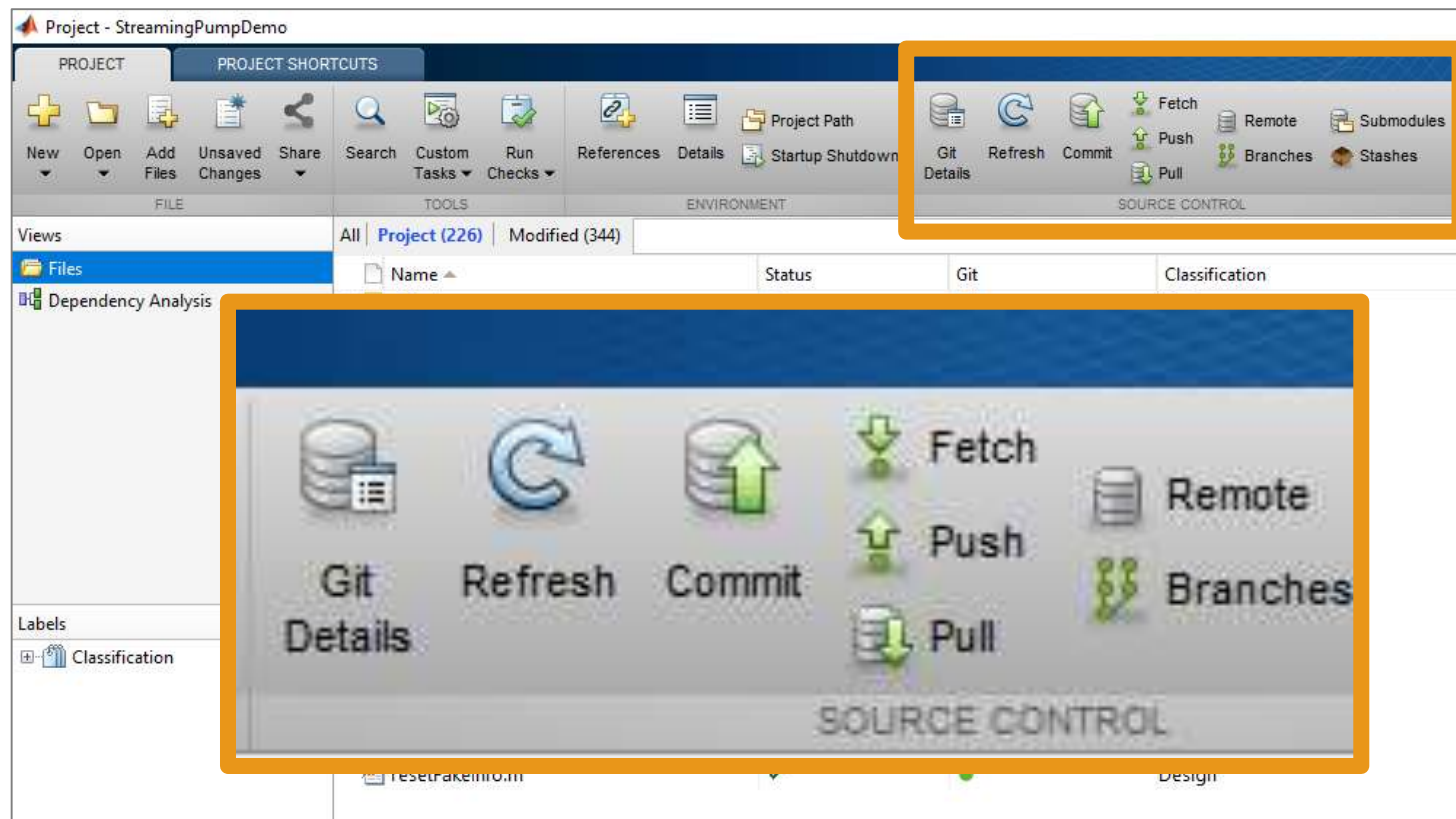 Project - StreamingPumpDemo
PROJECT PROJECT SHORTCUTS
New Open Add Files Unsaved Changes Share
FILE
Search Custom Tasks Run Checks
TOOLS
References Details Project Path
Startup Shutdown
ENVIRONMENT
Git Details Refresh Commit Fetch
Push
Pull
Remote
Branches
Submodules
Stashes
SOURCE CONTROL
Views
Files
Dependency Analysis
All Project (226) Modified (344)
Name Status Git Classification
Git Details Refresh Commit Fetch
Push
Pull
Remote
Branches
SOURCE CONTROL
Labels
Classification
resetFakeInfo.m Design